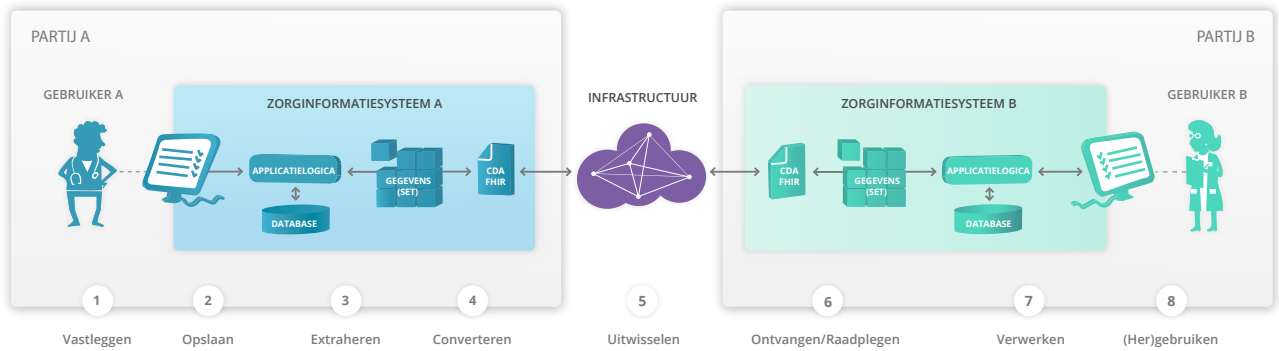 PARTIJ A
PARTIJ B
GEBRUIKER A
ZORGINFORMATIESYSTEEM A
INFRASTRUCTUUR
ZORGINFORMATIESYSTEEM B
GEBRUIKER B
APPLICATIELOGICA
DATABASE
GEGEVENS
(SET)
CDA
FHIR
CDA
FHIR
GEGEVENS
(SET)
APPLICATIELOGICA
DATABASE
1
2
3
4
5
6
7
8
Vastleggen
Opslaan
Extraheren
Converteren
Uitwisselen
Ontvangen/Raadplegen
Verwerken
(Her)gebruiken